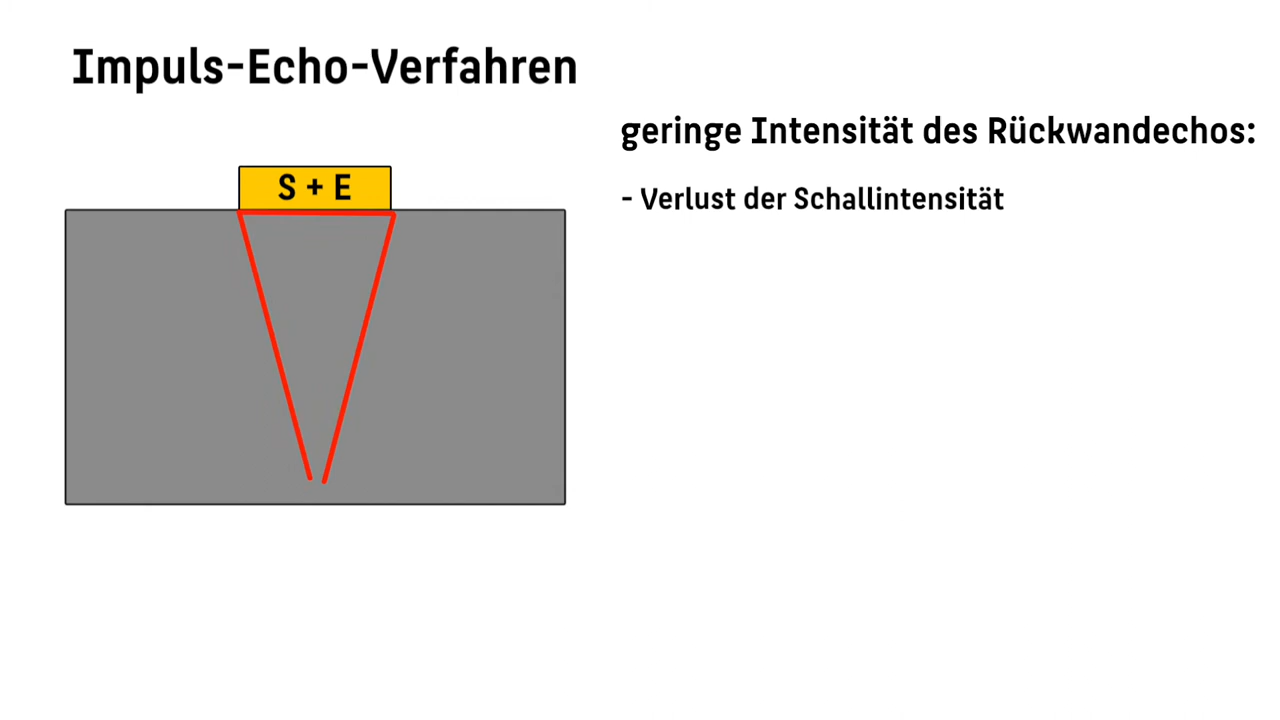 Impuls-Echo-Verfahren
geringe Intensität des Rückwandechos:
S + E
- Verlust der Schallintensität